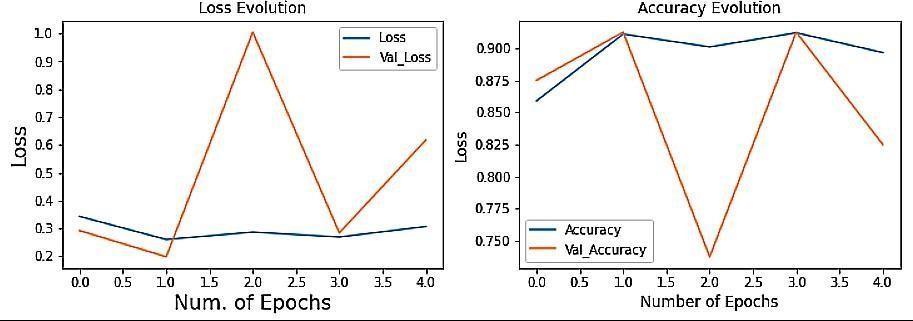 Loss Evolution
Loss
Val_Loss
1.0
0.9
0.8
0.7
0.6
0.5
0.4
0.3
0.2
Loss
0.0 0.5 1.0 1.5 2.0 2.5 3.0 3.5 4.0
Num. of Epochs
Accuracy Evolution
0.900
0.875
0.850
0.825
0.800
0.775
0.750
Loss
Accuracy
Val_Accuracy
0.0 0.5 1.0 1.5 2.0 2.5 3.0 3.5 4.0
Number of Epochs